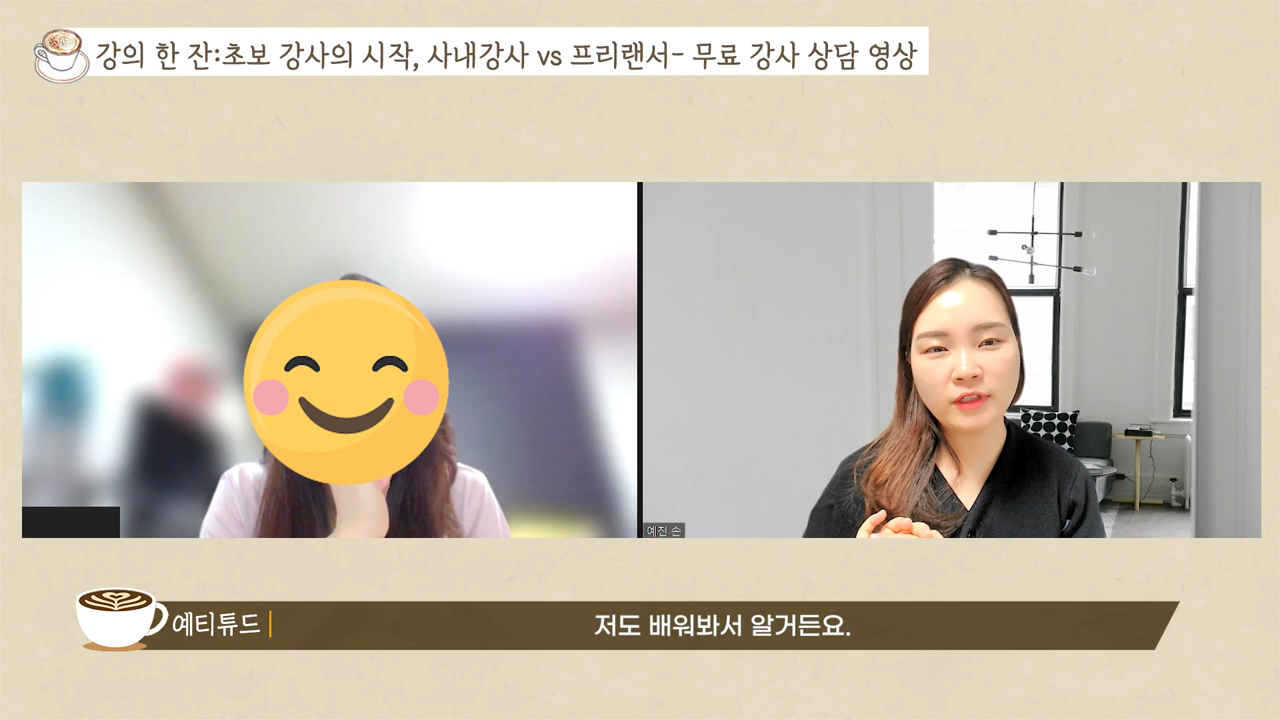 강의 한 잔:초보 강사의 시작, 사내강사 vs 프리랜서- 무료 강사 상담 영상
예진 손
예티튜드
저도 배워봐서 알거든요.